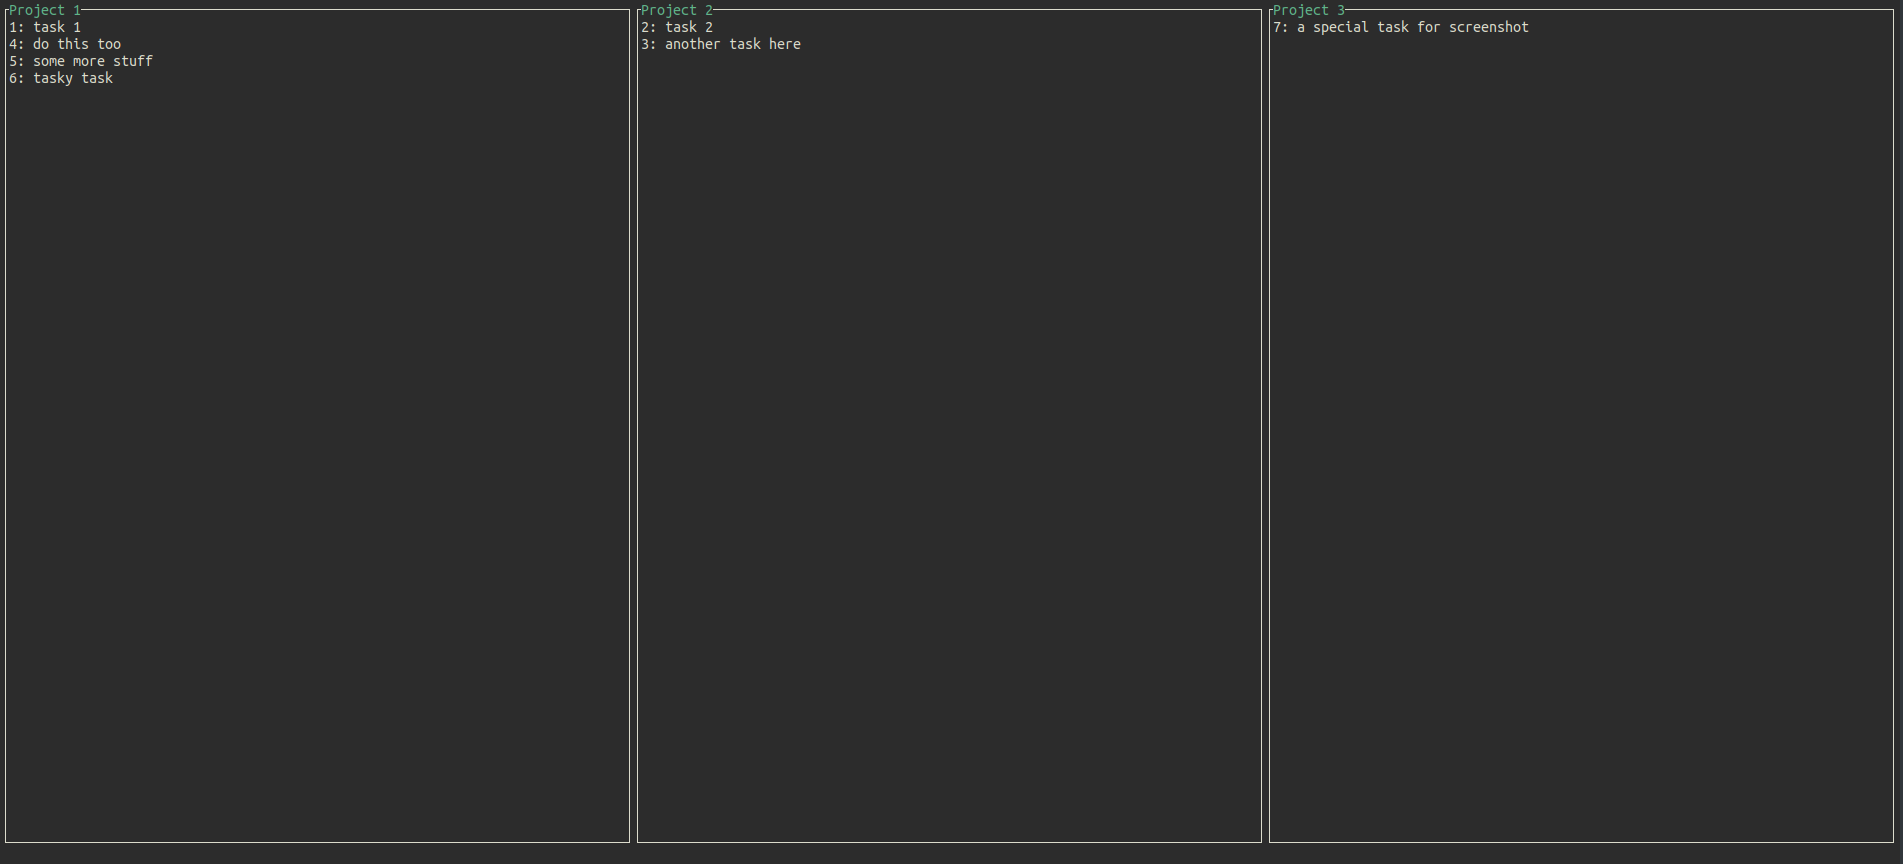 Project 1
1: task 1
4: do this too
5: some more stuff
6: tasky task
Project 2
2: task 2
3: another task here
Project 3
7: a special task for screenshot